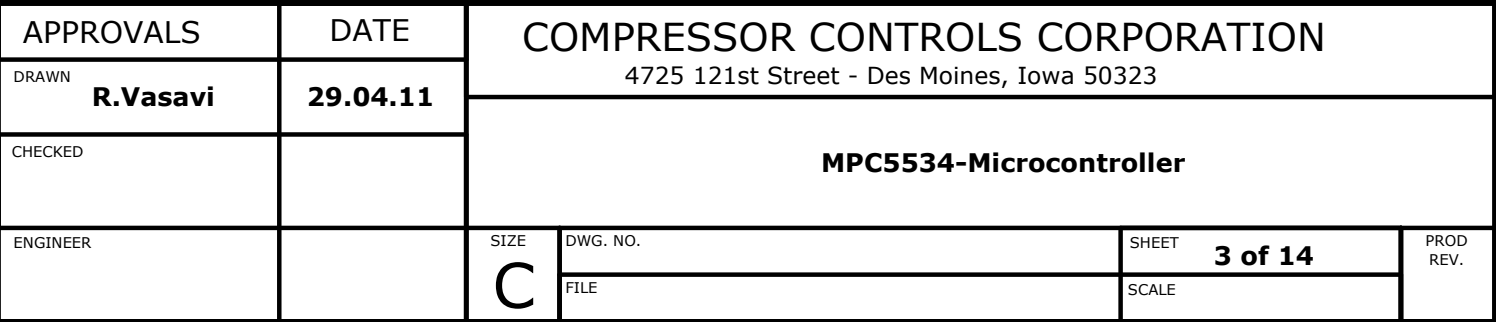 APPROVALS
DATE
COMPRESSOR CONTROLS CORPORATION
4725 121st Street - Des Moines, Iowa 50323
DRAWN
R.Vasavi
29.04.11
CHECKED
MPC5534-Microcontroller
ENGINEER
SIZE
C
DWG. NO.
SHEET
3 of 14
PROD
REV.
FILE
SCALE